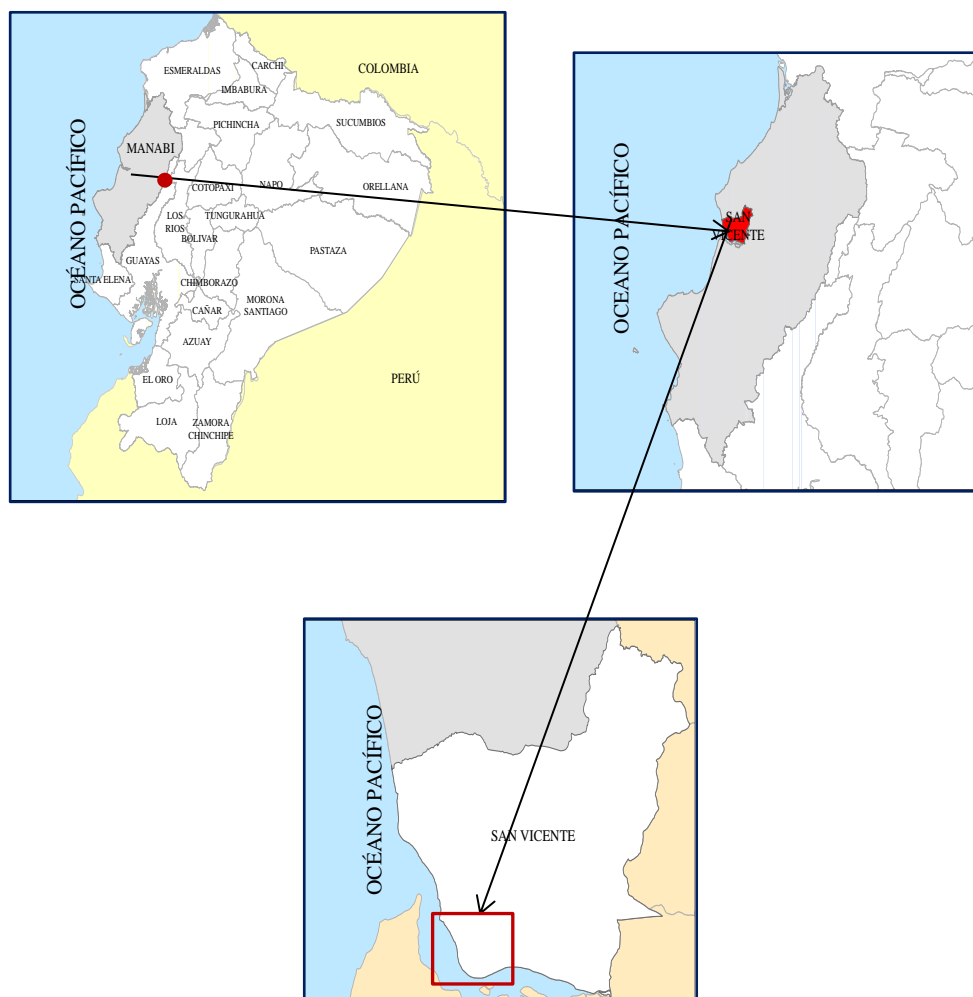 ESMERALDAS
CARCHI
COLOMBIA
IMBABURA
PICHINCHA
SUCUMBIOS
MANABI
OCÉANO PACÍFICO
COTOPAXI
NAPO
ORELLANA
LOS
RIOS
TUNGURAHUA
BOLIVAR
PASTAZA
GUAYAS
SANTA ELENA
CHIMBORAZO
MORONA
SANTIAGO
CAÑAR
AZUAY
PERÚ
EL ORO
LOJA
ZAMORA
CHINCHIPE
OCEANO PACÍFICO
SAN
VICENTE
OCÉANO PACÍFICO
SAN VICENTE